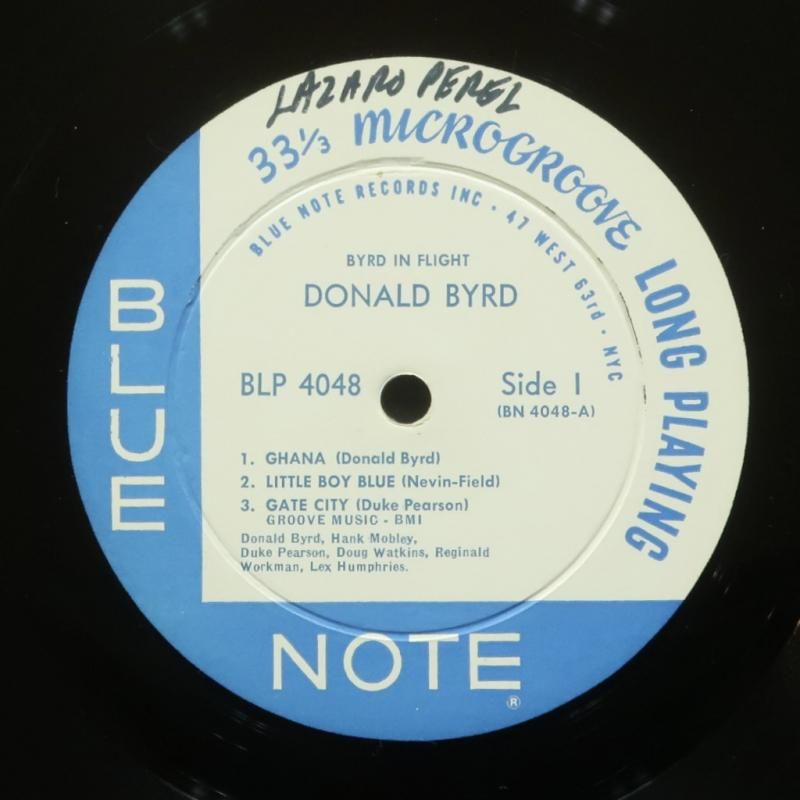 LAZARO PEREZ
33⅓ MICROGROOVE LONG PLAYING
BLUE NOTE RECORDS INC · 47 WEST 63rd · NYC
BYRD IN FLIGHT
DONALD BYRD
BLP 4048
Side 1
(BN 4048-A)
1. GHANA (Donald Byrd)
2. LITTLE BOY BLUE (Nevin-Field)
3. GATE CITY (Duke Pearson)
GROOVE MUSIC - BMI
Donald Byrd, Hank Mobley,
Duke Pearson, Doug Watkins, Reginald
Workman, Lex Humphries.
BLUE
NOTE
®